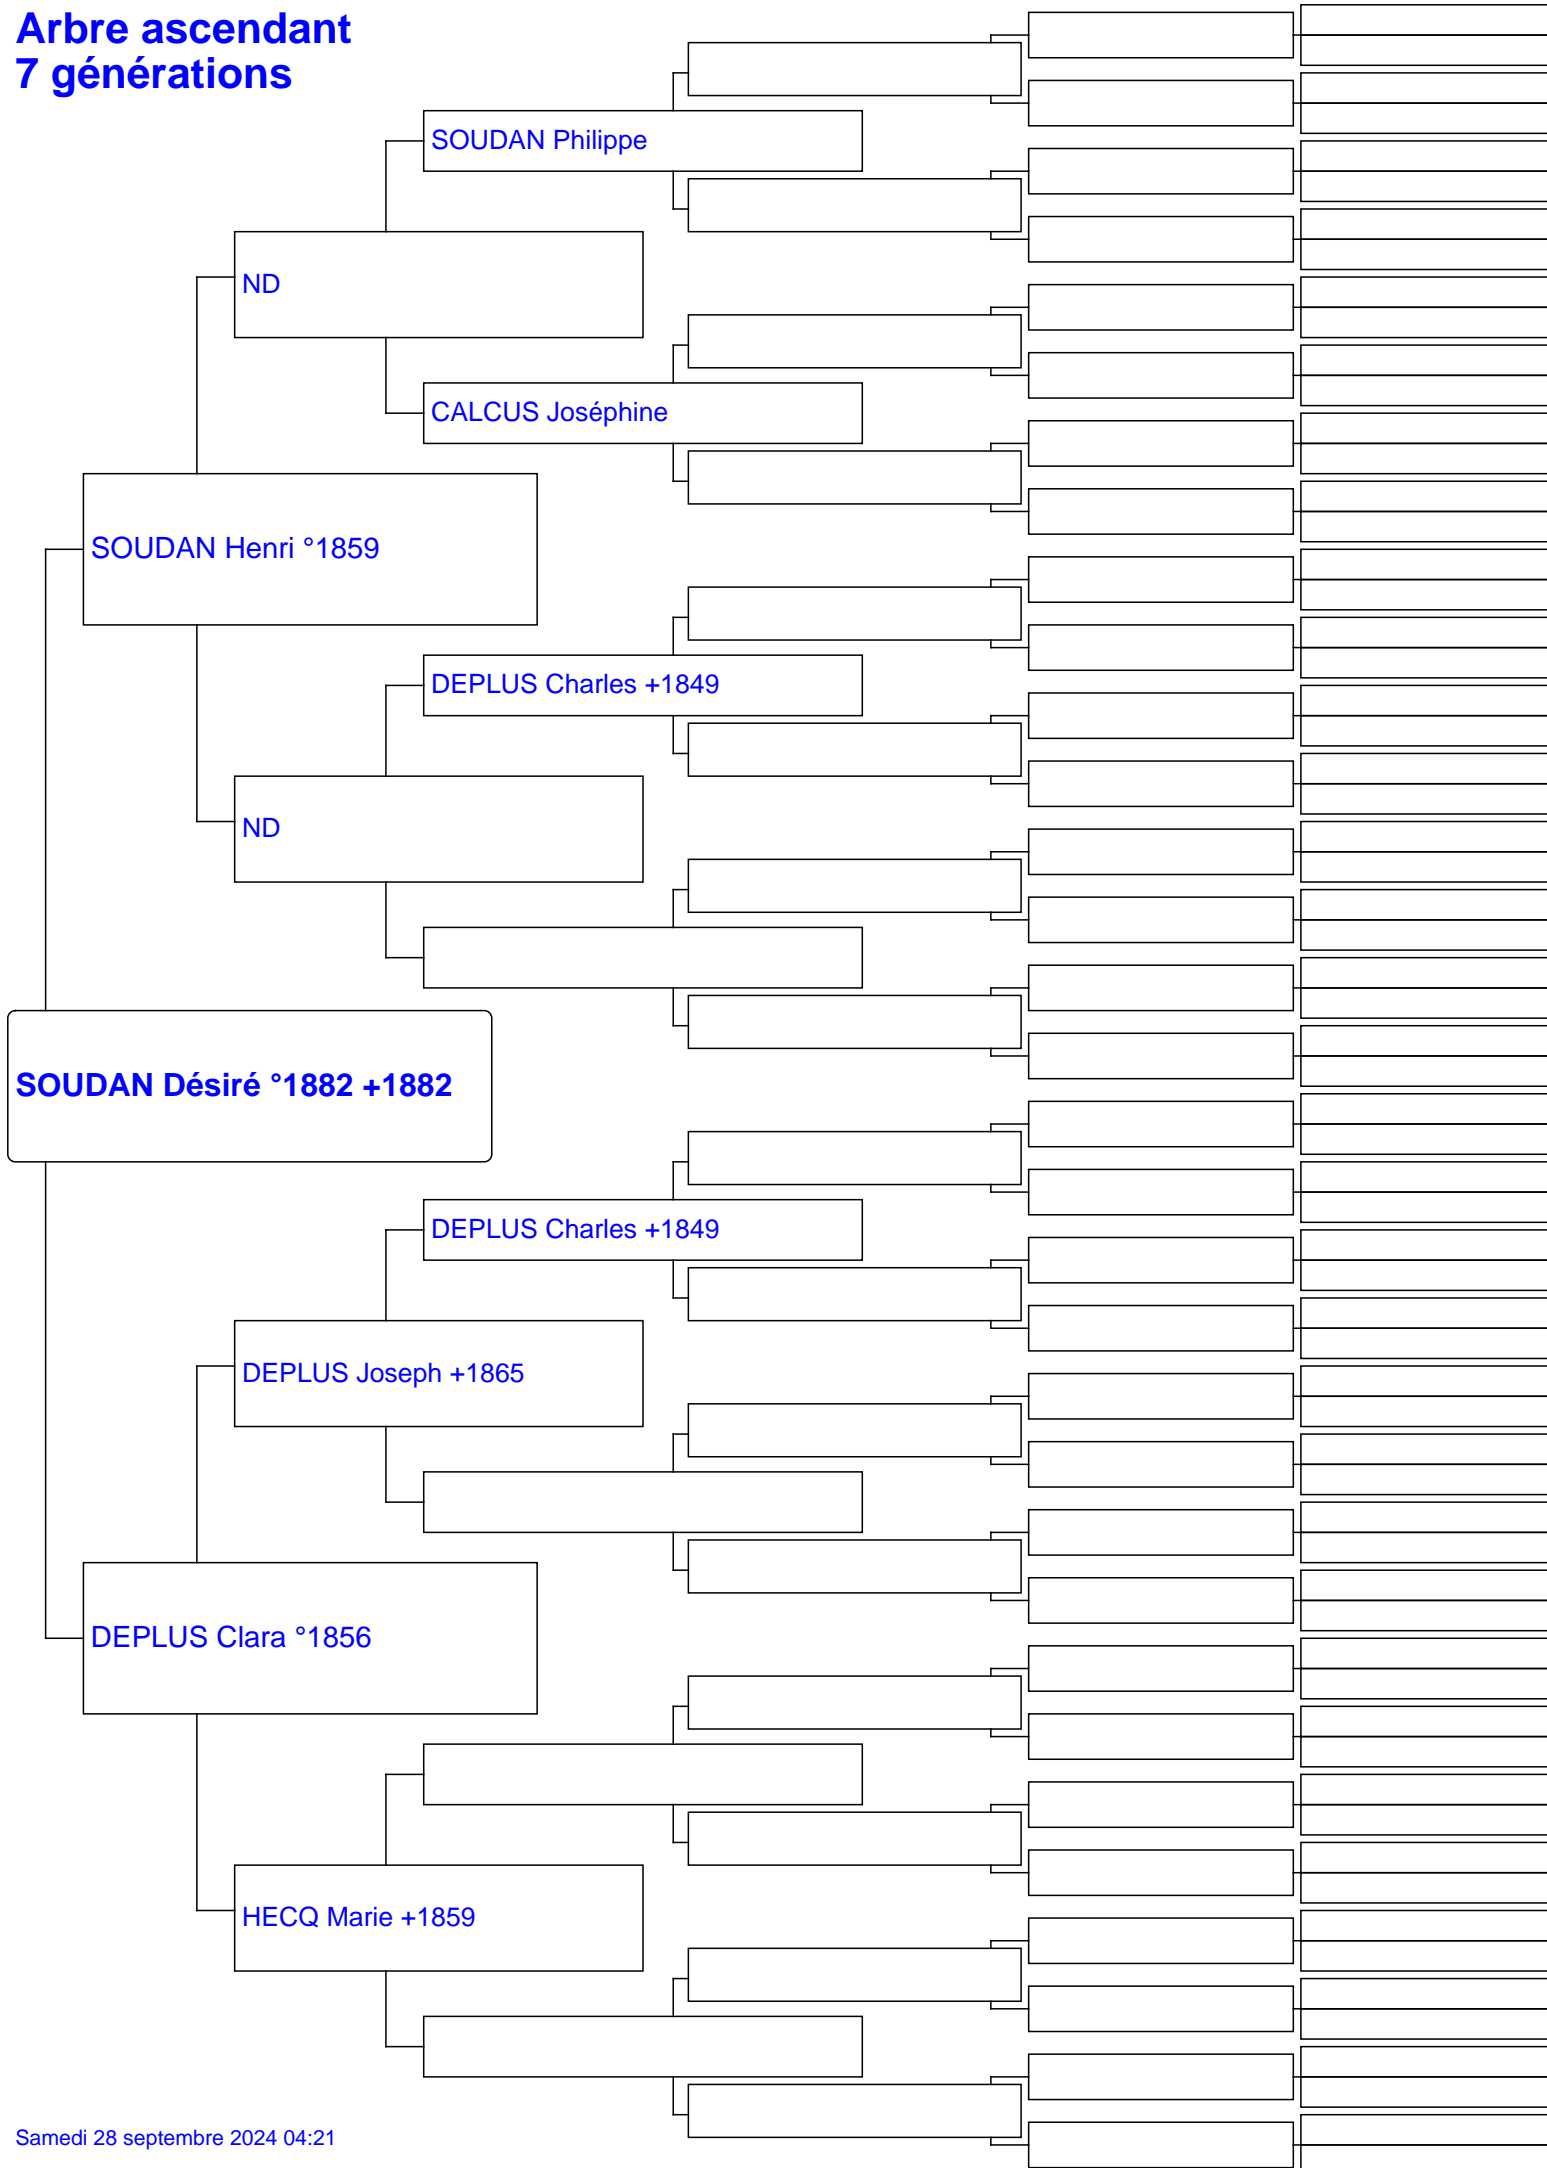 Arbre ascendant
7 générations
SOUDAN Philippe
ND
CALCUS Joséphine
SOUDAN Henri °1859
DEPLUS Charles +1849
ND
SOUDAN Désiré °1882 +1882
DEPLUS Charles +1849
DEPLUS Joseph +1865
DEPLUS Clara °1856
HECQ Marie +1859
Samedi 28 septembre 2024 04:21